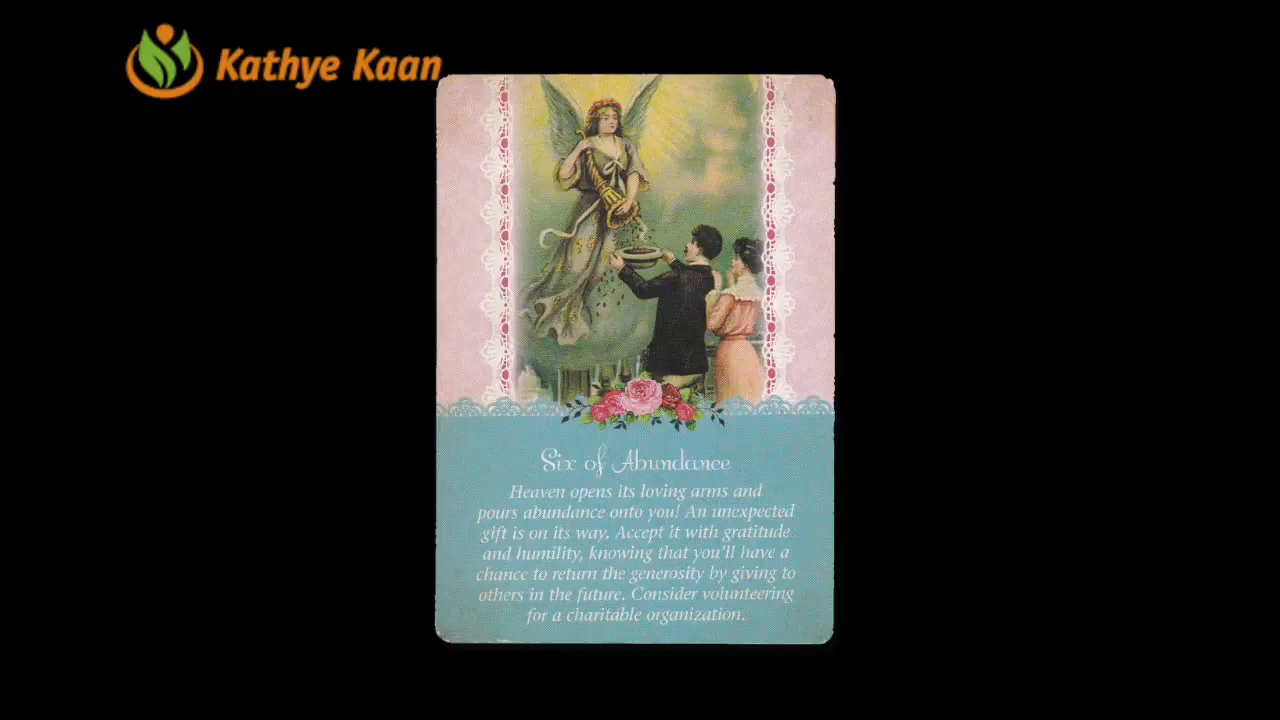 Kathye Kaan
Six of Abundance
Heaven opens its loving arms and
pours abundance onto you! An unexpected
gift is on its way. Accept it with gratitude
and humility, knowing that you'll have a
chance to return the generosity by giving to
others in the future. Consider volunteering
for a charitable organization.